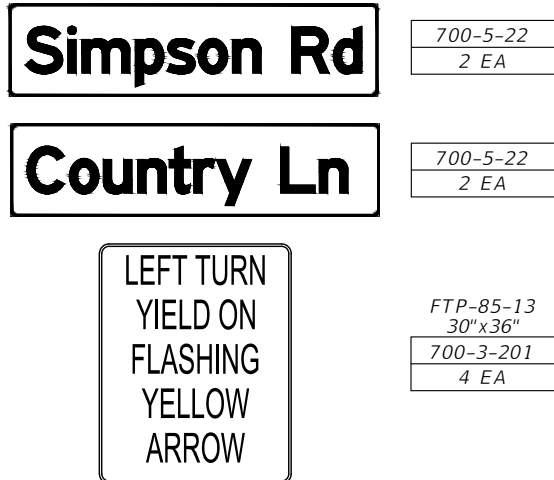 Simpson Rd
700-5-22
2 EA
Country Ln
700-5-22
2 EA
LEFT TURN
YIELD ON
FLASHING
YELLOW
ARROW
FTP-85-13
30"x36"
700-3-201
4 EA